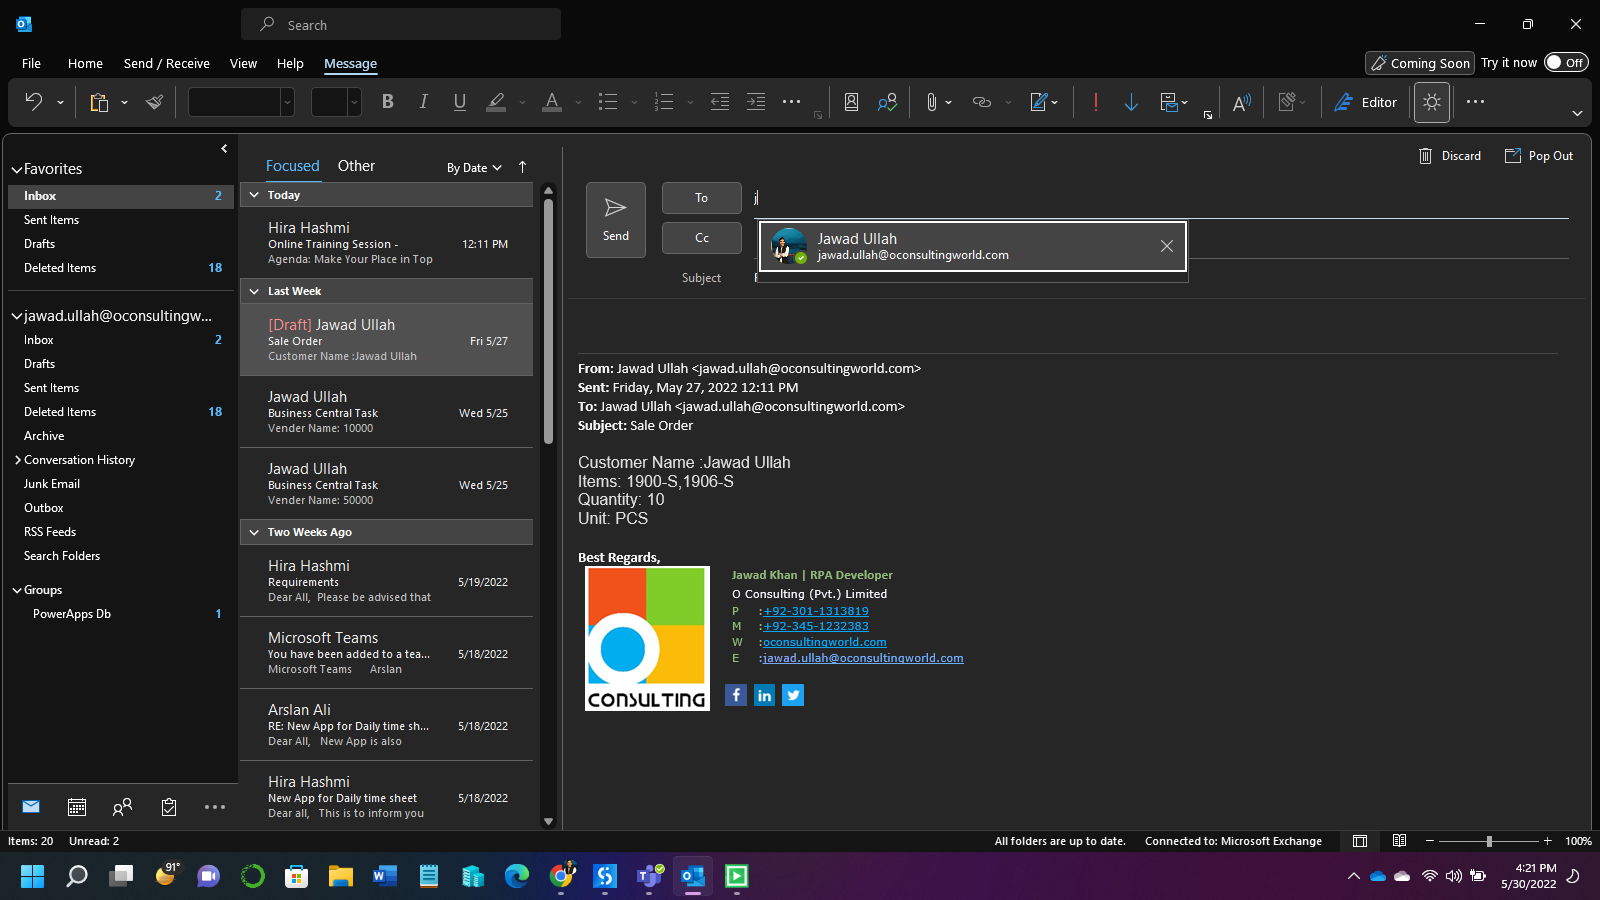 Search
File
Home
Send / Receive
View
Help
Message
Coming Soon
Try it now
Off
B
I
U
A
Editor
Favorites
Inbox 2
Sent Items
Drafts
Deleted Items 18
jawad.ullah@oconsultingw...
Inbox 2
Drafts
Sent Items
Deleted Items 18
Archive
Conversation History
Junk Email
Outbox
RSS Feeds
Search Folders
Groups
PowerApps Db 1
Focused
Other
By Date
Today
Hira Hashmi
Online Training Session - 12:11 PM
Agenda: Make Your Place in Top
Last Week
[Draft] Jawad Ullah
Sale Order Fri 5/27
Customer Name :Jawad Ullah
Jawad Ullah
Business Central Task Wed 5/25
Vender Name: 10000
Jawad Ullah
Business Central Task Wed 5/25
Vender Name: 50000
Two Weeks Ago
Hira Hashmi
Requirements 5/19/2022
Dear All, Please be advised that
Microsoft Teams
You have been added to a tea... 5/18/2022
Microsoft Teams Arslan
Arslan Ali
RE: New App for Daily time sh... 5/18/2022
Dear All, New App is also
Hira Hashmi
New App for Daily time sheet 5/18/2022
Dear all, This is to inform you
Discard
Pop Out
Send
To
j
Cc
Subject
Jawad Ullah
jawad.ullah@oconsultingworld.com
From: Jawad Ullah <jawad.ullah@oconsultingworld.com>
Sent: Friday, May 27, 2022 12:11 PM
To: Jawad Ullah <jawad.ullah@oconsultingworld.com>
Subject: Sale Order
Customer Name :Jawad Ullah
Items: 1900-S,1906-S
Quantity: 10
Unit: PCS
Best Regards,
CONSULTING
Jawad Khan | RPA Developer
O Consulting (Pvt.) Limited
P :+92-301-1313819
M :+92-345-1232383
W :oconsultingworld.com
E :jawad.ullah@oconsultingworld.com
Items: 20
Unread: 2
All folders are up to date.
Connected to: Microsoft Exchange
100%
91°
4:21 PM
5/30/2022